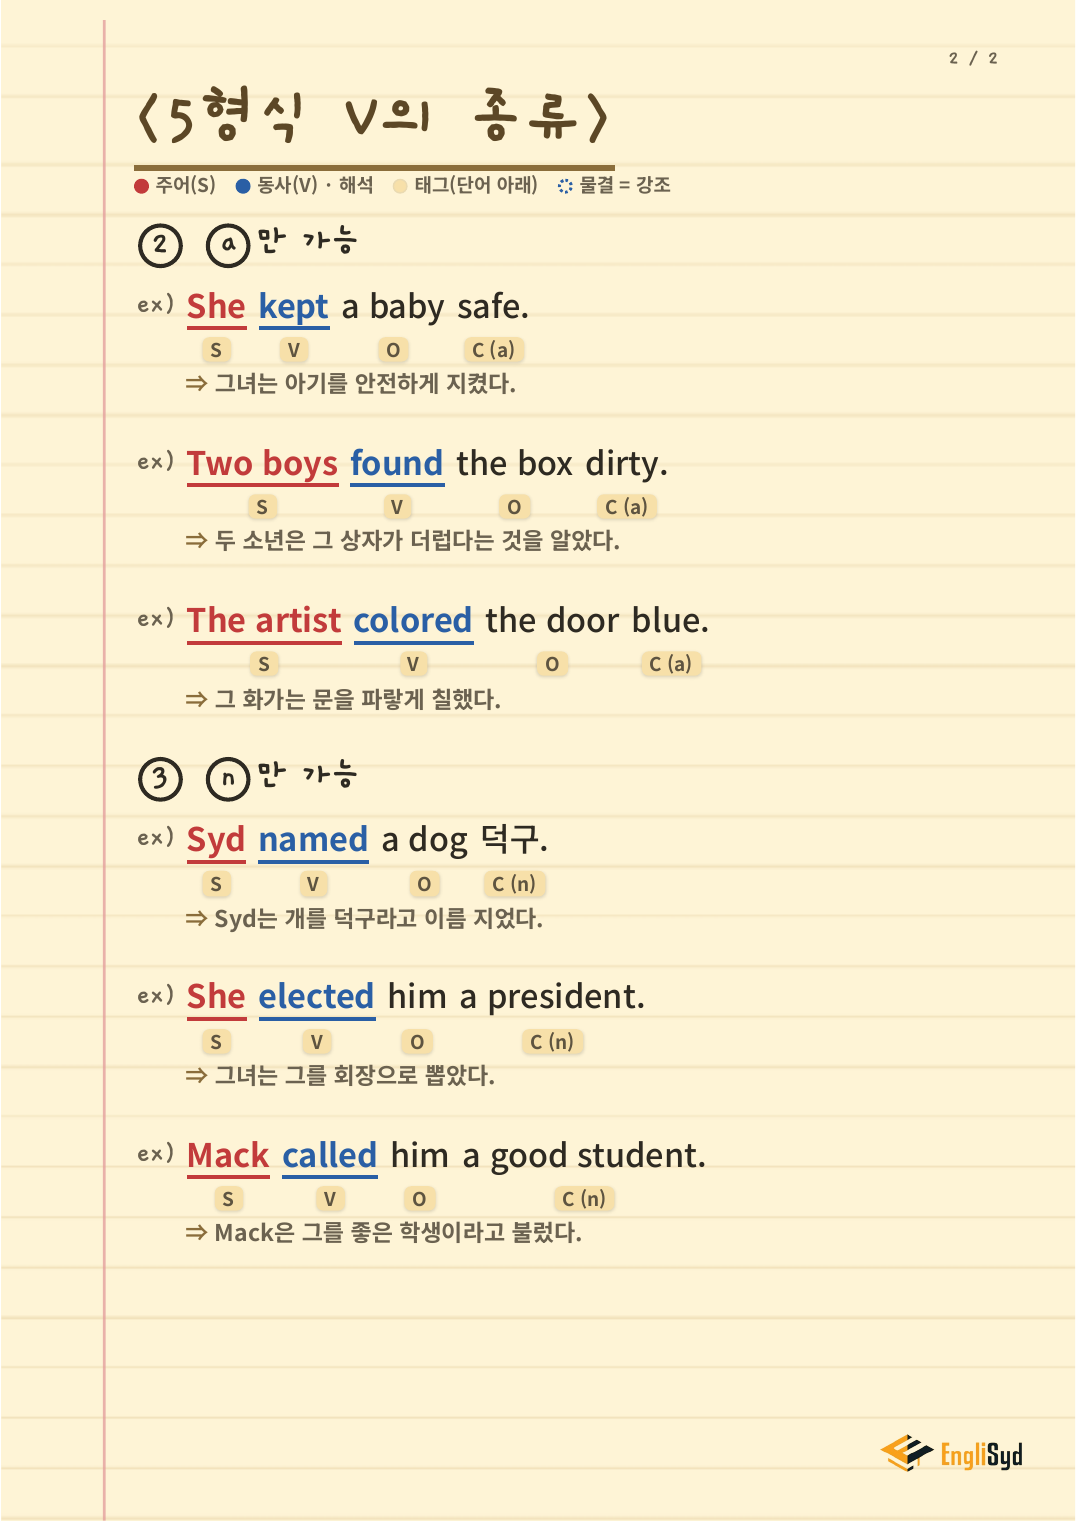 2 / 2
<5형식 V의 종류>
주어(S) 동사(V) · 해석 태그(단어 아래) 물결 = 강조
② ⓐ만 가능
ex) She kept a baby safe.
S V O C (a)
⇒ 그녀는 아기를 안전하게 지켰다.
ex) Two boys found the box dirty.
S V O C (a)
⇒ 두 소년은 그 상자가 더럽다는 것을 알았다.
ex) The artist colored the door blue.
S V O C (a)
⇒ 그 화가는 문을 파랗게 칠했다.
③ ⓝ만 가능
ex) Syd named a dog 덕구.
S V O C (n)
⇒ Syd는 개를 덕구라고 이름 지었다.
ex) She elected him a president.
S V O C (n)
⇒ 그녀는 그를 회장으로 뽑았다.
ex) Mack called him a good student.
S V O C (n)
⇒ Mack은 그를 좋은 학생이라고 불렀다.
EngliSyd